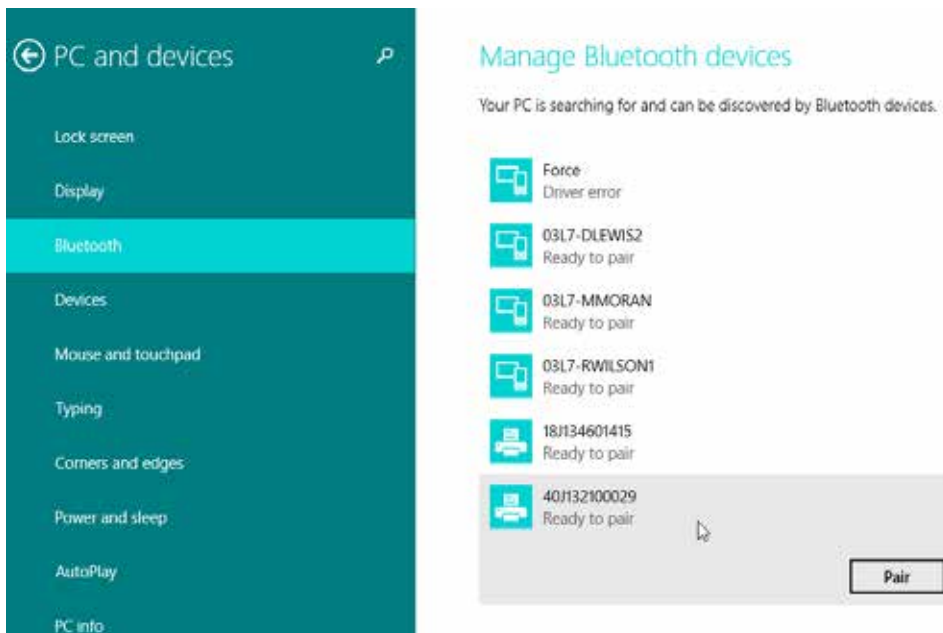 PC and devices
Lock screen
Display
Bluetooth
Devices
Mouse and touchpad
Typing
Corners and edges
Power and sleep
AutoPlay
PC info
Manage Bluetooth devices
Your PC is searching for and can be discovered by Bluetooth devices.
Force
Driver error
03L7-DLEWIS2
Ready to pair
03L7-MMORAN
Ready to pair
03L7-RWILSON1
Ready to pair
18J134601415
Ready to pair
40J132100029
Ready to pair
Pair